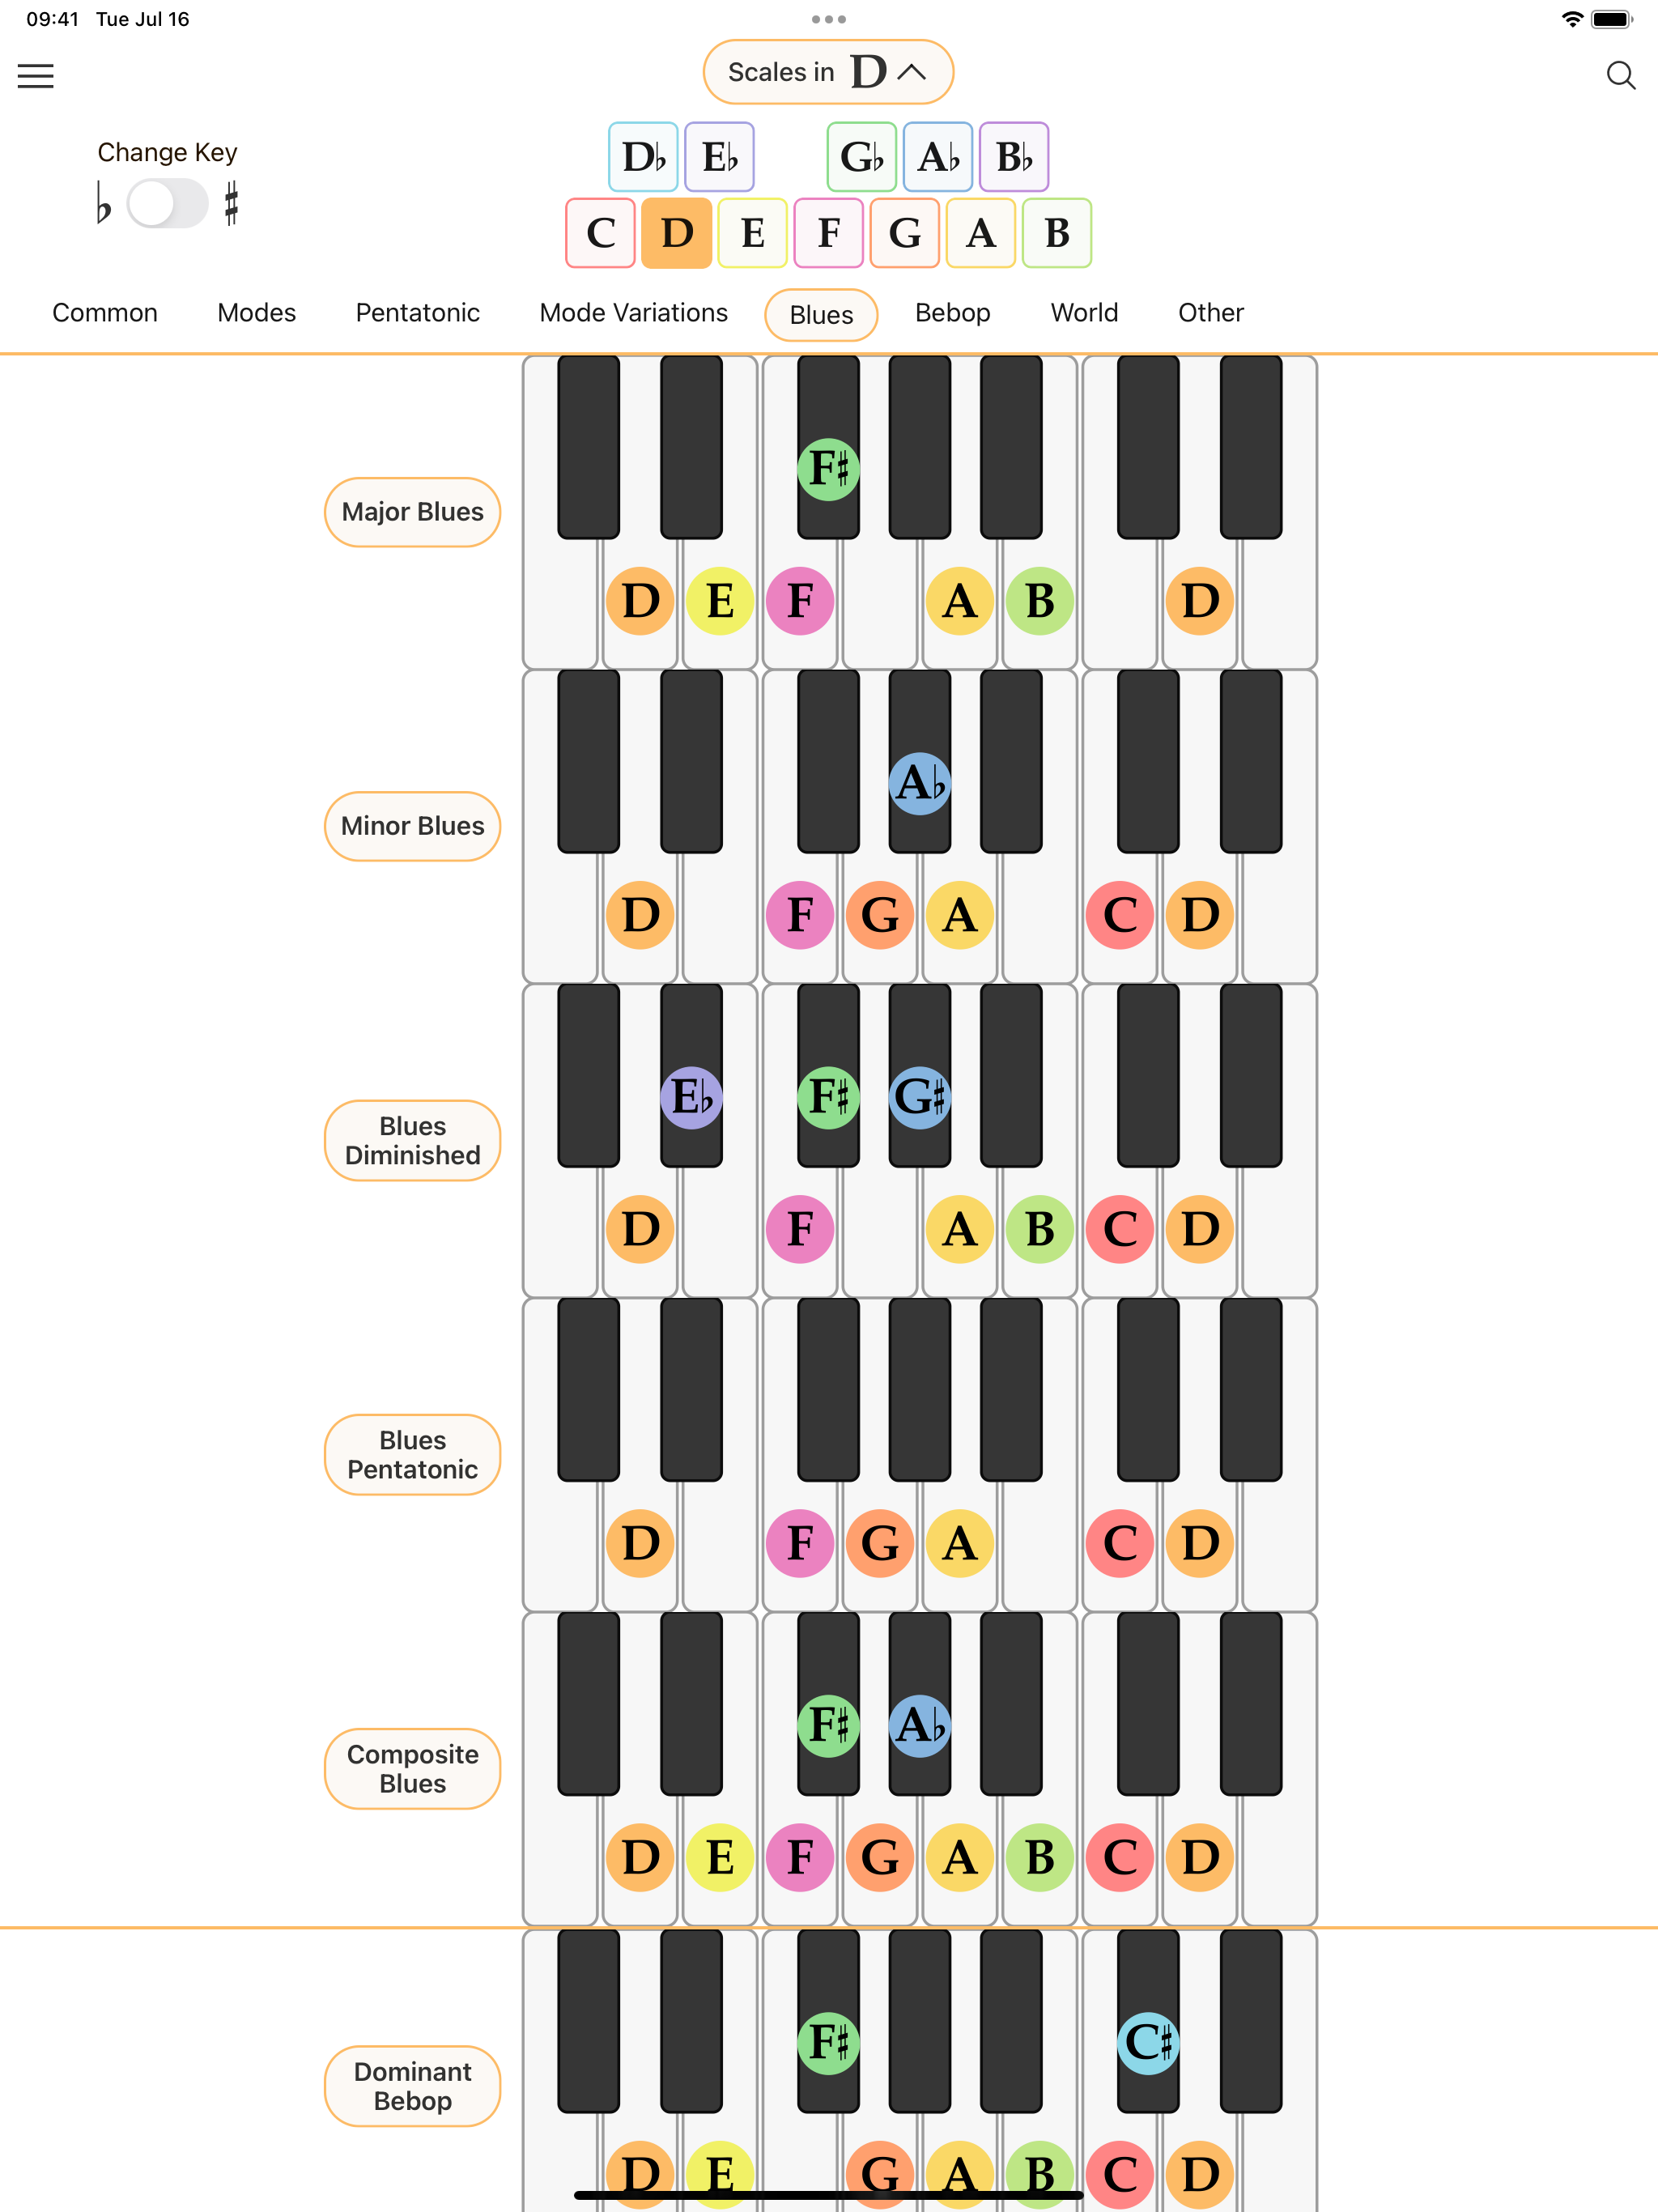 09:41 Tue Jul 16
Scales in D
Change Key
♭ ♯
D♭ E♭ G♭ A♭ B♭
C D E F G A B
Common Modes Pentatonic Mode Variations Blues Bebop World Other
F♯
Major Blues
D E F A B D
A♭
Minor Blues
D F G A C D
E♭ F♯ G♯
Blues
Diminished
D F A B C D
Blues
Pentatonic
D F G A C D
F♯ A♭
Composite
Blues
D E F G A B C D
F♯ C♯
Dominant
Bebop
D E G A B C D